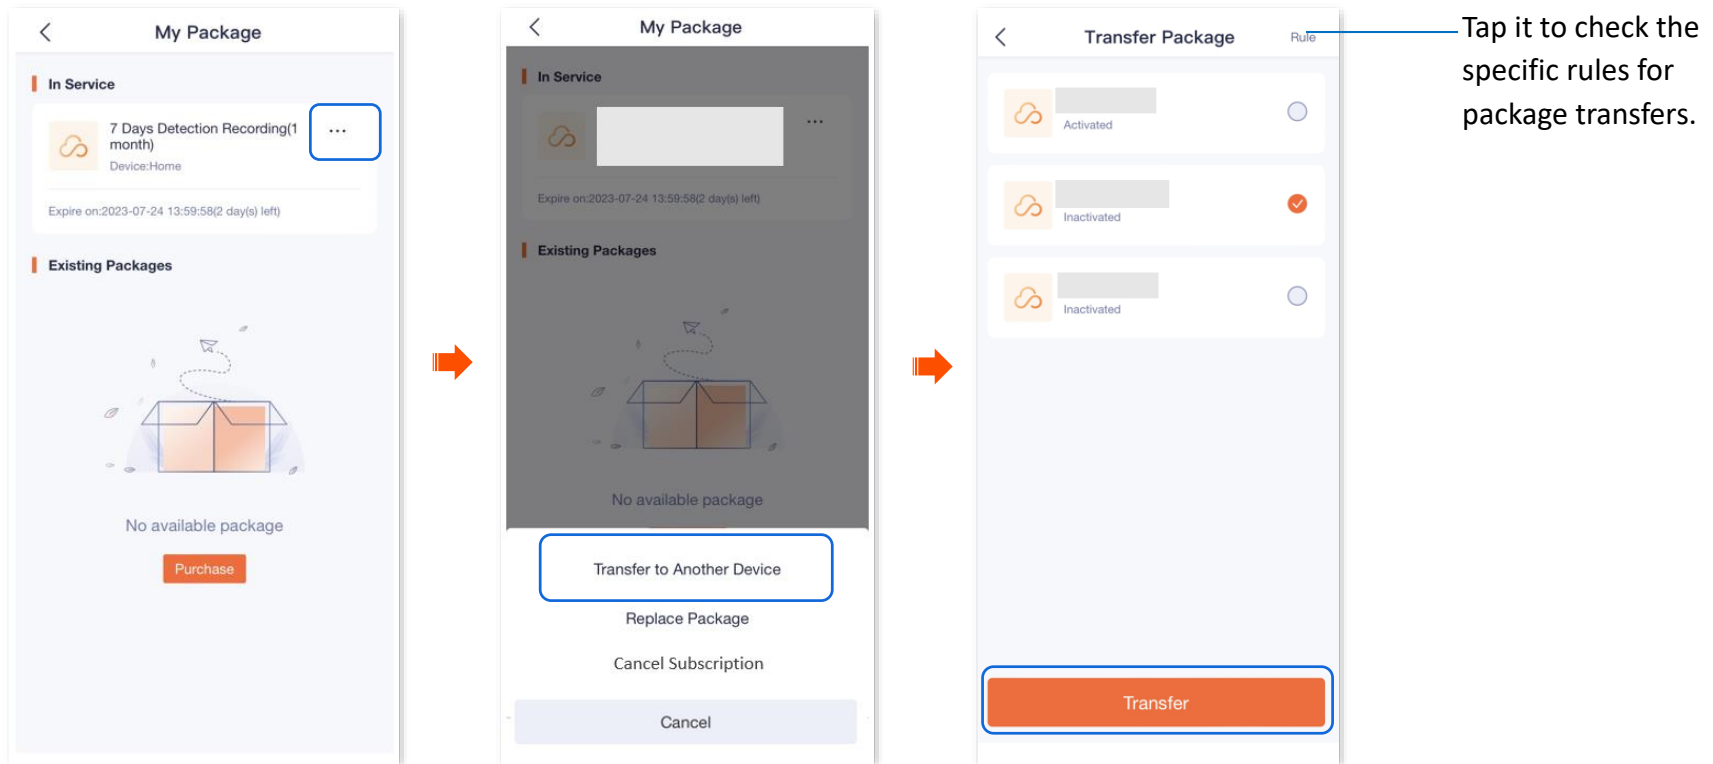 My Package
In Service
7 Days Detection Recording(1
month)
Device:Home
...
Expire on:2023-07-24 13:59:58(2 day(s) left)
Existing Packages
No available package
Purchase
My Package
In Service
...
Expire on:2023-07-24 13:59:58(2 day(s) left)
Existing Packages
No available package
Transfer to Another Device
Replace Package
Cancel Subscription
Cancel
Transfer Package
Rule
Activated
Inactivated
Inactivated
Transfer
Tap it to check the
specific rules for
package transfers.